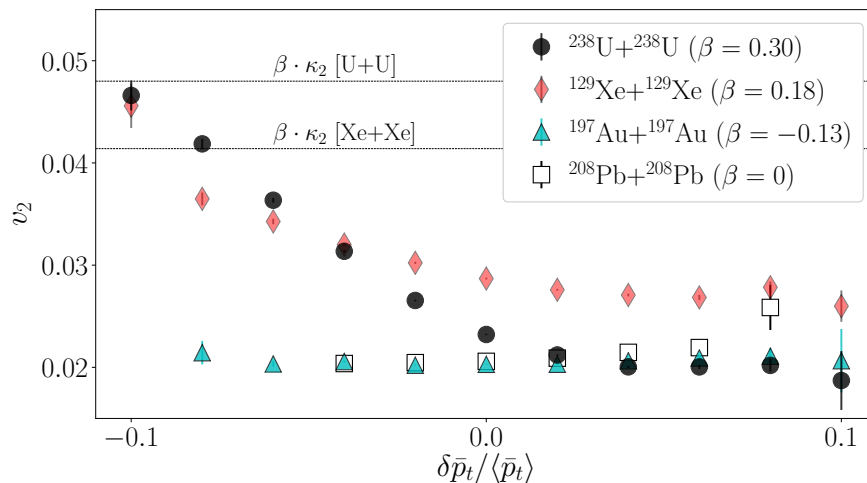 0.05
0.04
0.03
0.02
v₂
β · κ₂ [U+U]
β · κ₂ [Xe+Xe]
²³⁸U+²³⁸U (β = 0.30)
¹²⁹Xe+¹²⁹Xe (β = 0.18)
¹⁹⁷Au+¹⁹⁷Au (β = −0.13)
²⁰⁸Pb+²⁰⁸Pb (β = 0)
−0.1 0.0 0.1
δp̄ₜ/⟨p̄ₜ⟩